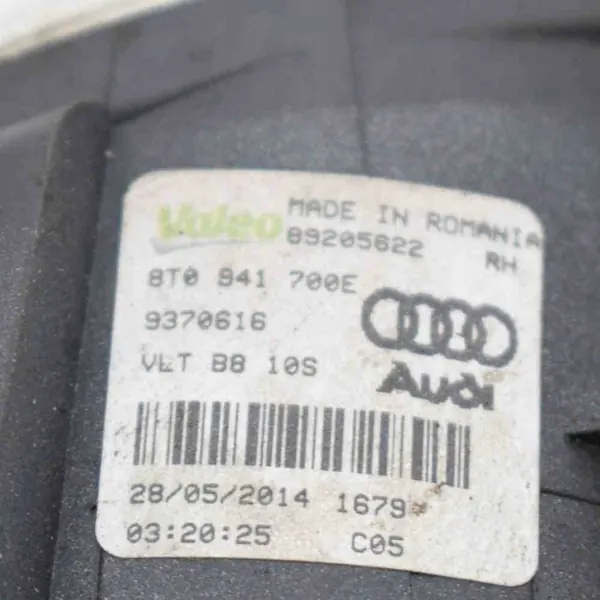 Valeo MADE IN ROMANIA
89205622 RH
8T0 941 700E
9370616
VLT B8 10S
Audi
28/05/2014 1679
03:20:25 C05